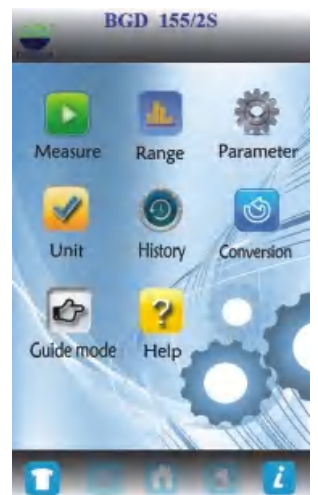 BGD 155/2S
Measure Range Parameter
Unit History Conversion
Guide mode Help